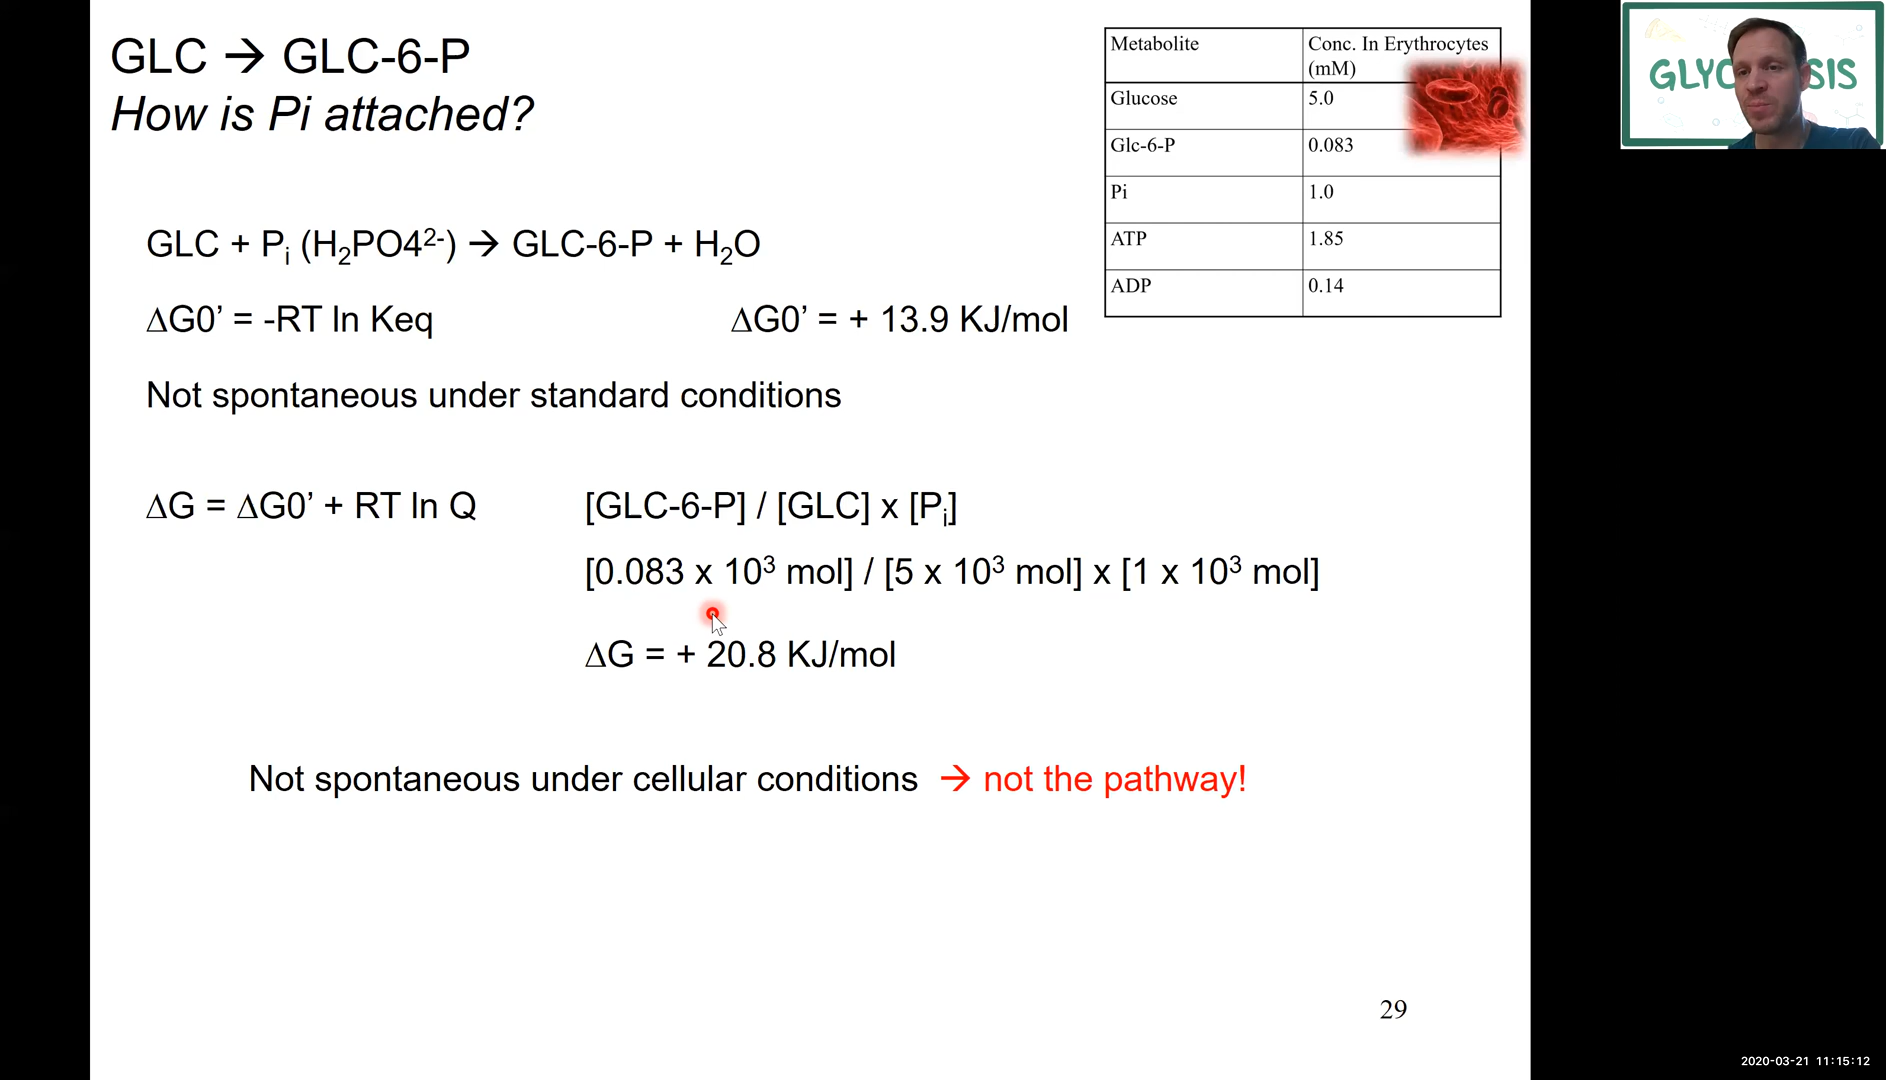 GLC → GLC-6-P
How is Pi attached?
Metabolite Conc. In Erythrocytes (mM)
Glucose 5.0
Glc-6-P 0.083
Pi 1.0
ATP 1.85
ADP 0.14
GLC + Pi (H2PO4²⁻) → GLC-6-P + H2O
∆G0’ = -RT ln Keq ∆G0’ = + 13.9 KJ/mol
Not spontaneous under standard conditions
∆G = ∆G0’ + RT ln Q [GLC-6-P] / [GLC] x [Pi]
[0.083 x 10³ mol] / [5 x 10³ mol] x [1 x 10³ mol]
∆G = + 20.8 KJ/mol
Not spontaneous under cellular conditions → not the pathway!
29
2020-03-21 11:15:12